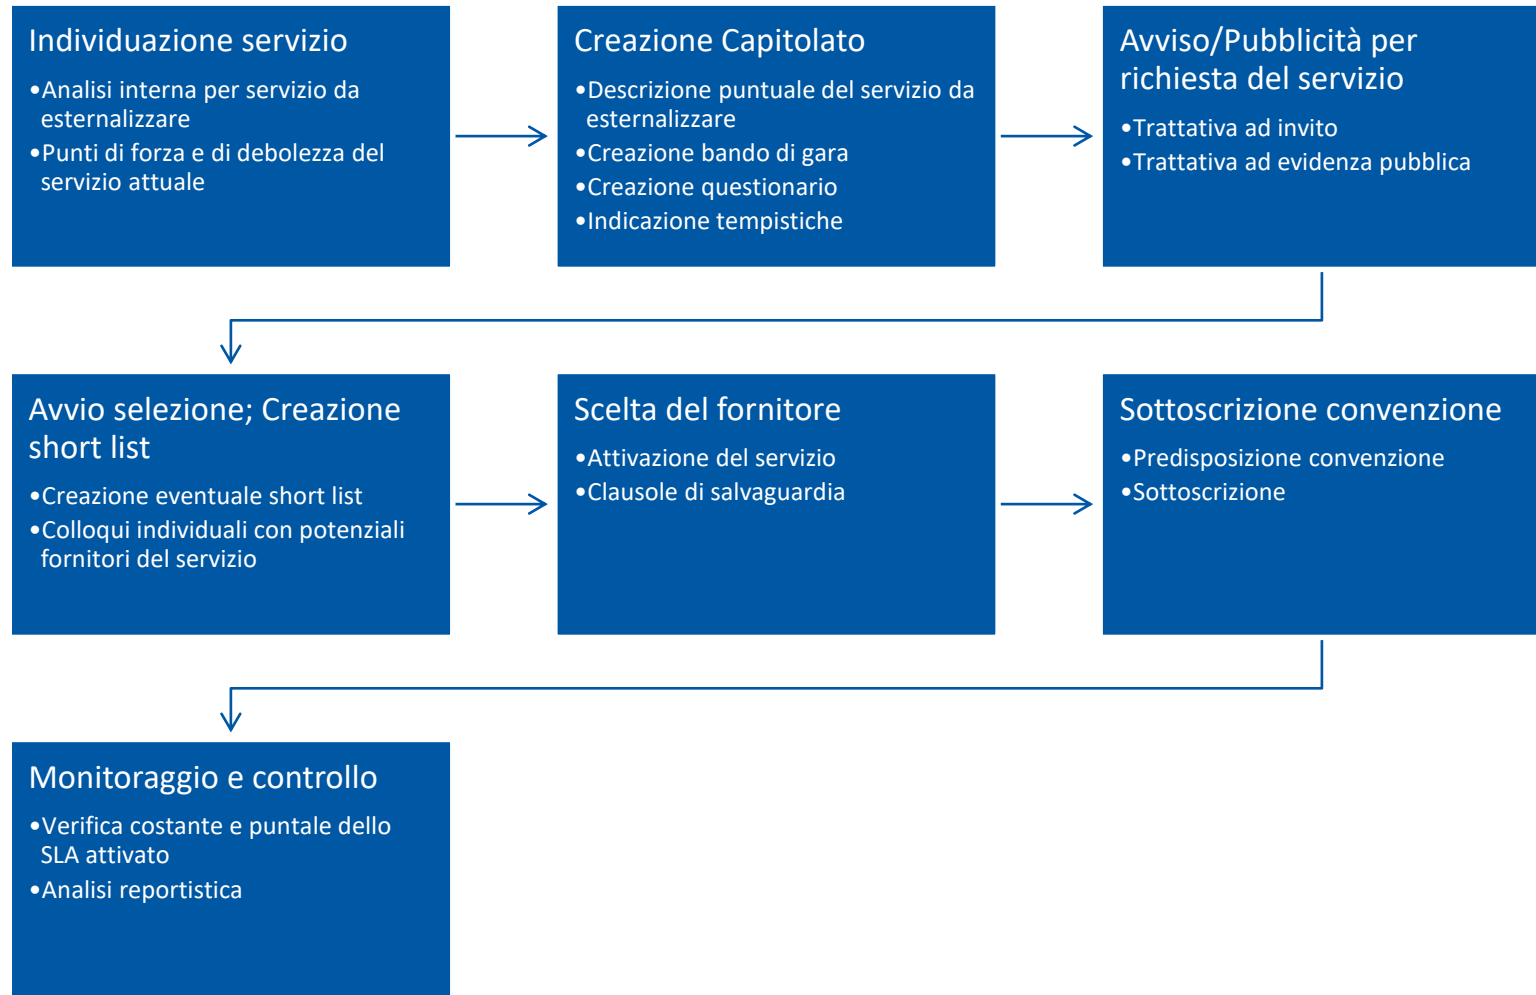 Individuazione servizio
•Analisi interna per servizio da
esternalizzare
•Punti di forza e di debolezza del
servizio attuale
Creazione Capitolato
•Descrizione puntuale del servizio da
esternalizzare
•Creazione bando di gara
•Creazione questionario
•Indicazione tempistiche
Avviso/Pubblicità per
richiesta del servizio
•Trattativa ad invito
•Trattativa ad evidenza pubblica
Avvio selezione; Creazione
short list
•Creazione eventuale short list
•Colloqui individuali con potenziali
fornitori del servizio
Scelta del fornitore
•Attivazione del servizio
•Clausole di salvaguardia
Sottoscrizione convenzione
•Predisposizione convenzione
•Sottoscrizione
Monitoraggio e controllo
•Verifica costante e puntale dello
SLA attivato
•Analisi reportistica